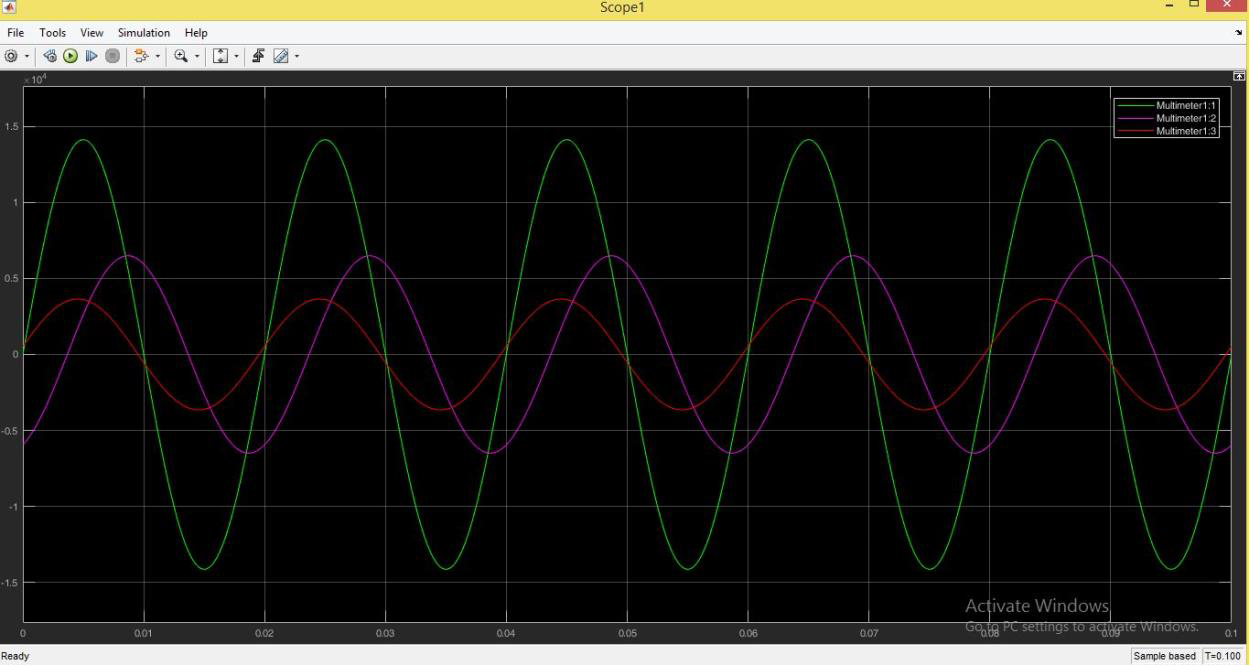 Scope1
File Tools View Simulation Help
×10⁴
Multimeter1:1
Multimeter1:2
Multimeter1:3
1.5
1
0.5
0
-0.5
-1
-1.5
0 0.01 0.02 0.03 0.04 0.05 0.06 0.07 0.08 0.09 0.1
Activate Windows
Go to PC settings to activate Windows.
Ready Sample based T=0.100